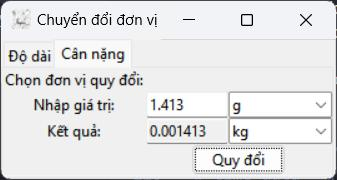 Chuyển đổi đơn vị
Độ dài Cân nặng
Chọn đơn vị quy đổi:
Nhập giá trị: 1.413 g
Kết quả: 0.001413 kg
Quy đổi